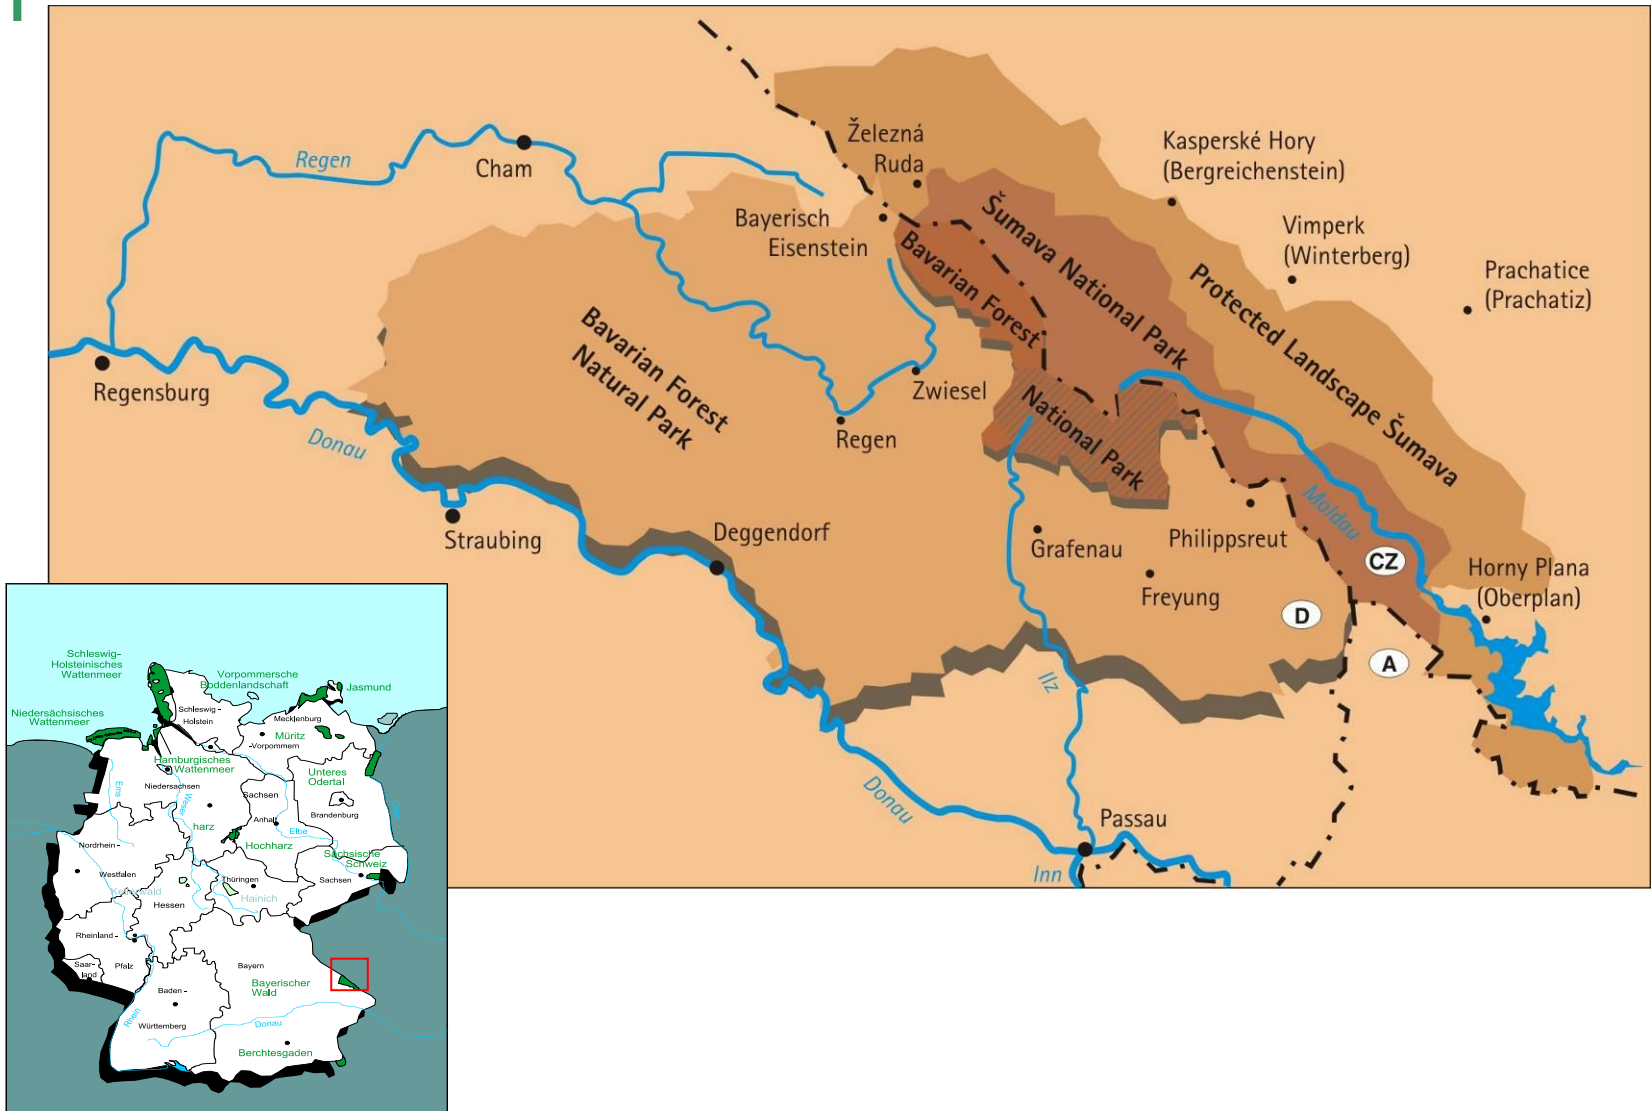 Regen
Cham
Železná
Ruda
Kasperské Hory
(Bergreichenstein)
Bayerisch
Eisenstein
Vimperk
(Winterberg)
Prachatice
(Prachatiz)
Šumava National Park
Protected Landscape Šumava
Bavarian Forest
National Park
Bavarian Forest
Natural Park
Regensburg
Donau
Zwiesel
Regen
Straubing
Deggendorf
Grafenau
Philippsreut
Freyung
Moldau
CZ
D
A
Horny Plana
(Oberplan)
Ilz
Donau
Passau
Inn
Schleswig-
Holsteinisches
Wattenmeer
Vorpommersche
Boddenlandschaft
Jasmund
Niedersächsisches
Wattenmeer
Schleswig -
Holstein
Mecklenburg
Müritz
-Vorpommern
Hamburgisches
Wattenmeer
Unteres
Odertal
Niedersachsen
Ems
Weser
Sachsen
Anhalt
Brandenburg
harz
Elbe
Hochharz
Sächsische
Schweiz
Nordrhein -
Westfalen
Kellerwald
Thüringen
Hainich
Sachsen
Hessen
Rheinland -
Pfalz
Saar-
land
Bayern
Bayerischer
Wald
Baden -
Württemberg
Rhein
Donau
Berchtesgaden